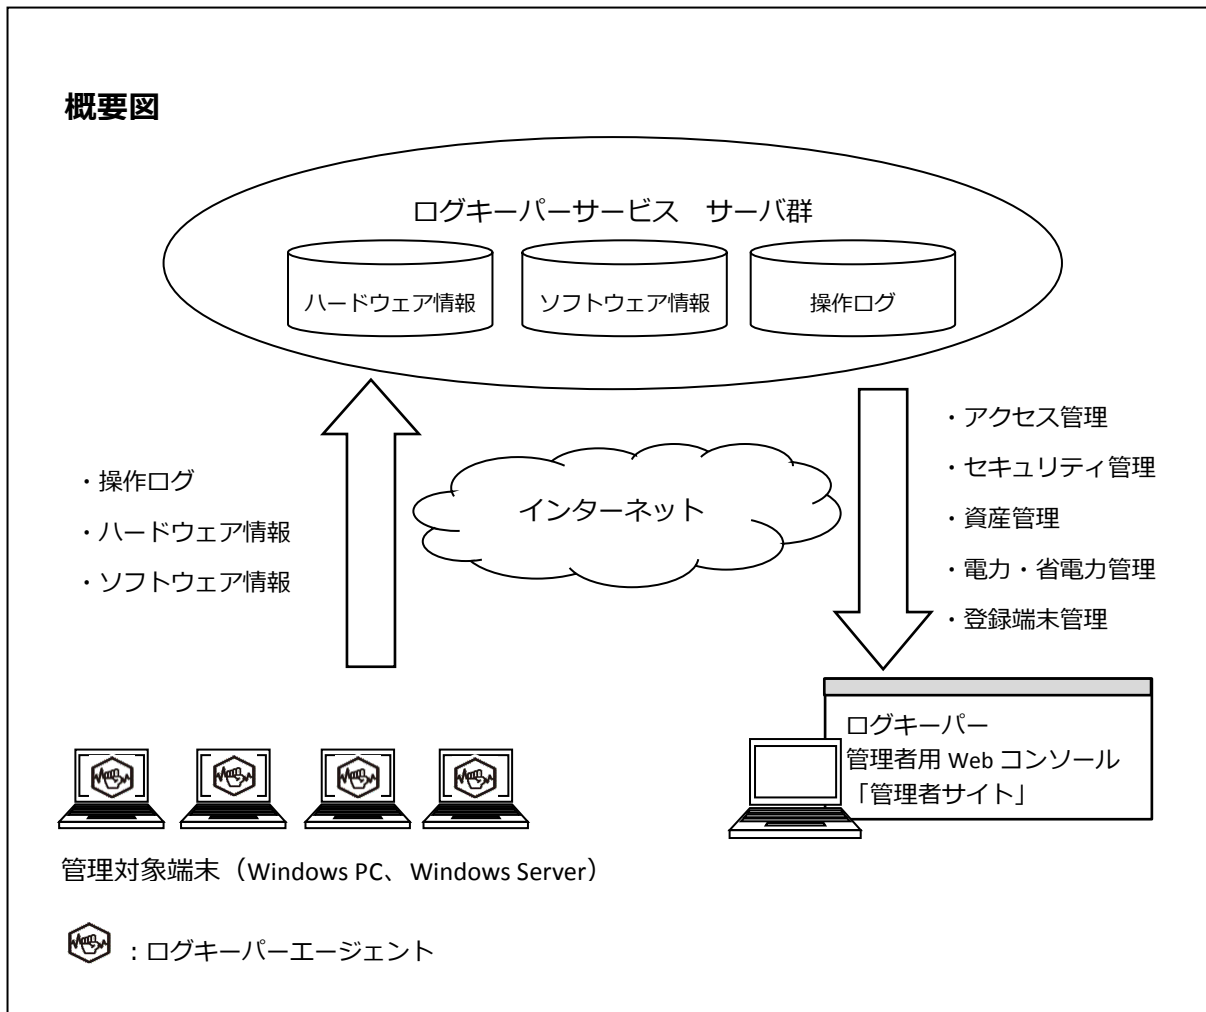 概要図
ログキーパーサービス　サーバ群
ハードウェア情報
ソフトウェア情報
操作ログ
・操作ログ
・ハードウェア情報
・ソフトウェア情報
インターネット
・アクセス管理
・セキュリティ管理
・資産管理
・電力・省電力管理
・登録端末管理
ログキーパー
管理者用 Web コンソール
「管理者サイト」
管理対象端末（Windows PC、Windows Server）
：ログキーパーエージェント